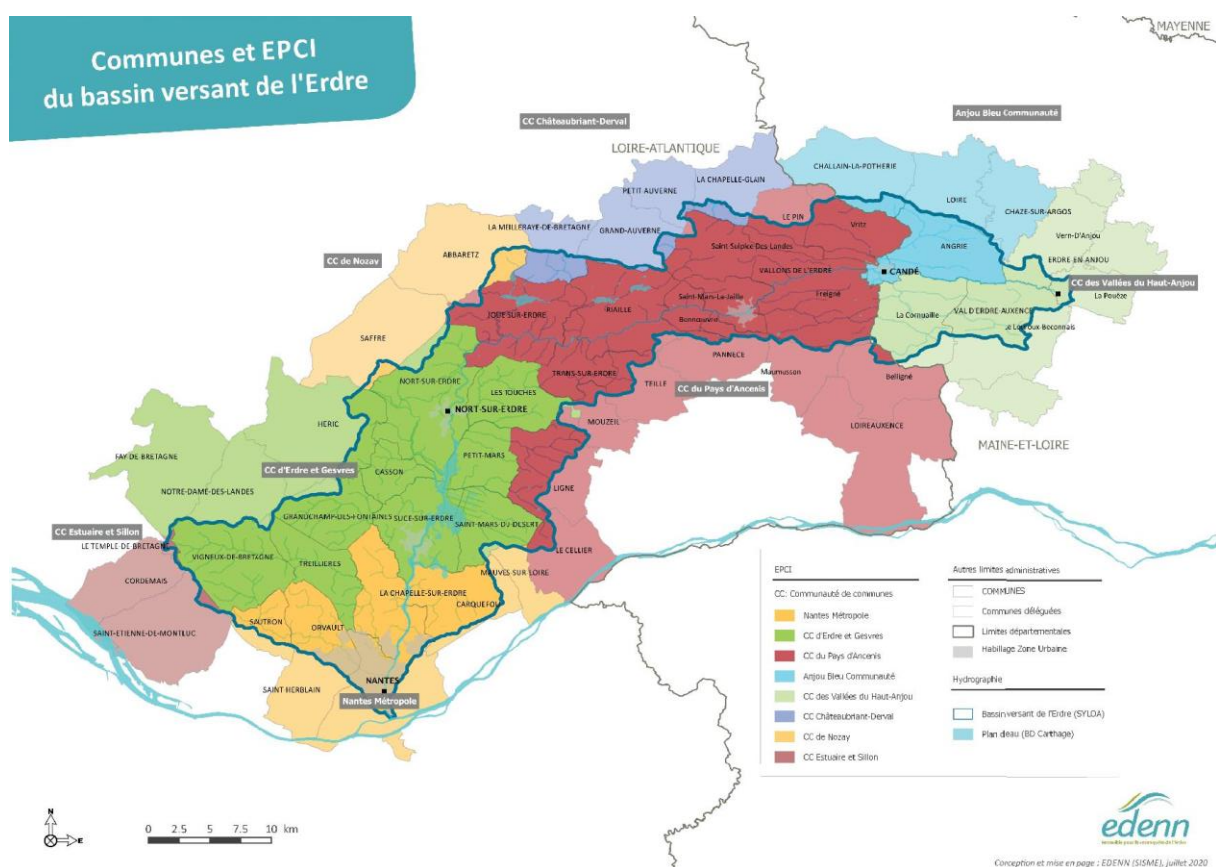 Communes et EPCI
du bassin versant de l'Erdre
MAYENNE
CC Châteaubriant-Derval
Anjou Bleu Communauté
LOIRE-ATLANTIQUE
CHALLAIN-LA-POTHERIE
LA CHAPELLE-GLAIN
PETIT-AUVERNE
LOIRE
CHAZE-SUR-ARGOS
LE PIN
LA MEILLERAYE-DE-BRETAGNE
GRAND-AUVERNE
Vritz
Vern-D'Anjou
Saint-Sulpice-Des-Landes
ANGRIE
ABBARETZ
ERDRE-EN-ANJOU
CC de Nozay
VALLONS DE L'ERDRE
CANDÉ
CC des Vallées du Haut-Anjou
Saint-Mars-La-Jaille
Freigné
La Pouëze
RIAILLE
JOUE-SUR-ERDRE
Bonnoeuvre
La Cornuaille
VAL D'ERDRE-AUXENCE
Le Louroux-Beconnais
SAFFRE
PANNECE
TRANS-SUR-ERDRE
Maumusson
Belligné
NORT-SUR-ERDRE
TEILLE
CC du Pays d'Ancenis
LES TOUCHES
NORT-SUR-ERDRE
HERIC
MOUZEIL
LOIREAUXENCE
MAINE-ET-LOIRE
FAY DE BRETAGNE
PETIT-MARS
CC d'Erdre et Gesvres
CASSON
NOTRE-DAME-DES-LANDES
LIGNE
GRANDCHAMP-DES-FONTAINES
SUCE-SUR-ERDRE
SAINT-MARS-DU-DESERT
CC Estuaire et Sillon
LE TEMPLE DE BRETAGNE
VIGNEUX-DE-BRETAGNE
TREILLIERES
LE CELLIER
CORDEMAIS
MAUVES-SUR-LOIRE
LA CHAPELLE-SUR-ERDRE
CARQUEFOU
SAUTRON
ORVAULT
SAINT-ETIENNE-DE-MONTLUC
NANTES
SAINT HERBLAIN
Nantes Métropole
EPCI
CC: Communauté de communes
Nantes Métropole
CC d'Erdre et Gesvres
CC du Pays d'Ancenis
Anjou Bleu Communauté
CC des Vallées du Haut-Anjou
CC Châteaubriant-Derval
CC de Nozay
CC Estuaire et Sillon
Autres limites administratives
COMMUNES
Communes déléguées
Limites départementales
Habillage Zone Urbaine
Hydrographie
Bassin versant de l'Erdre (SYLOA)
Plan deau (BD Carthage)
N
E
0 2.5 5 7.5 10 km
edenn
Conception et mise en page : EDENN (SISME), juillet 2020